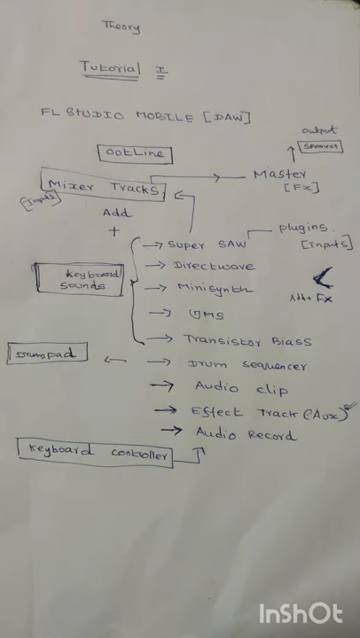 Theory
Tutorial I
FL STUDIO MOBILE [DAW]
OOtLine
output
speakers
Mixer Tracks
Master
[Fx]
[Inputs]
Add
+
plugins
[Inputs]
Super SAW
Directwave
Keyboard
sounds
Minisynth
Add+ Fx
GMS
Transistor Biass
Drumpad
Drum sequencer
Audio clip
Effect Track (Aux)
Audio Record
Keyboard controller
InShOt